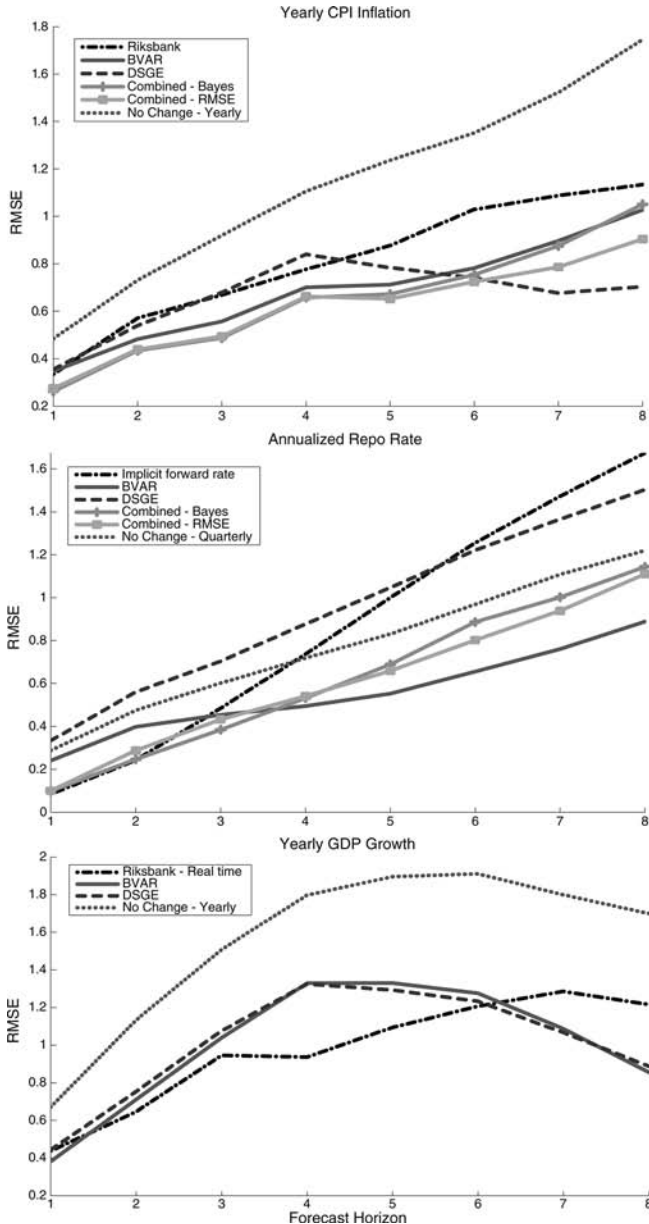 Yearly CPI Inflation
1.8
1.6
1.4
1.2
1
0.8
0.6
0.4
0.2
RMSE
Riksbank
BVAR
DSGE
Combined - Bayes
Combined - RMSE
No Change - Yearly
1 2 3 4 5 6 7 8
Annualized Repo Rate
1.6
1.4
1.2
1
0.8
0.6
0.4
0.2
0
RMSE
Implicit forward rate
BVAR
DSGE
Combined - Bayes
Combined - RMSE
No Change - Quarterly
1 2 3 4 5 6 7 8
Yearly GDP Growth
2
1.8
1.6
1.4
1.2
1
0.8
0.6
0.4
0.2
RMSE
Riksbank - Real time
BVAR
DSGE
No Change - Yearly
1 2 3 4 5 6 7 8
Forecast Horizon